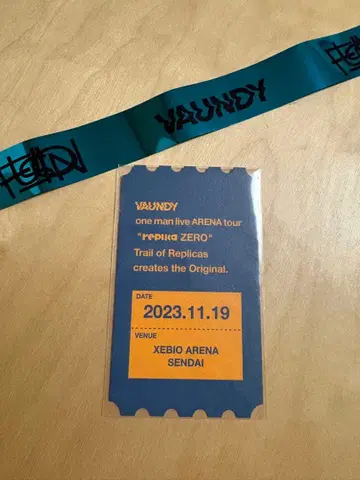 VAUNDY
VAUNDY
one man live ARENA tour
"replica ZERO"
Trail of Replicas
creates the Original.
DATE
2023.11.19
VENUE
XEBIO ARENA
SENDAI